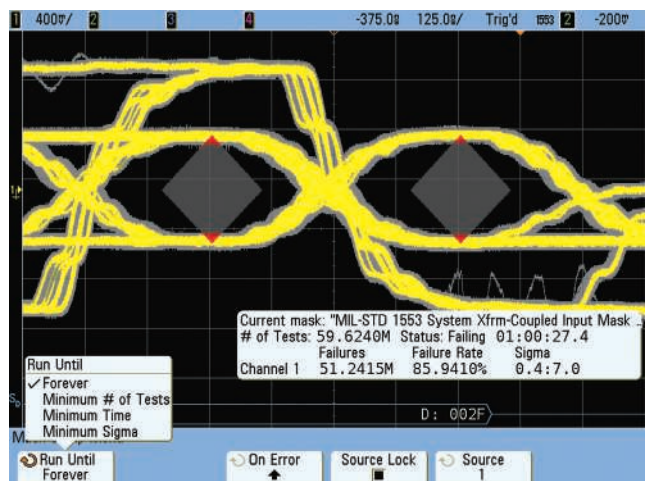 1 400▽/ 2 3 4 -375.0s 125.0s/ Trig'd 1553 2 -200▽
Current mask: "MIL-STD 1553 System Xfrm-Coupled Input Mask ..
# of Tests: 59.6240M Status: Failing 01:00:27.4
Failures Failure Rate Sigma
Channel 1 51.2415M 85.9410% 0.4:7.0
Run Until
✓ Forever
Minimum # of Tests
Minimum Time
Minimum Sigma
D: 002F
Run Until
Forever
On Error
Source Lock
Source
1